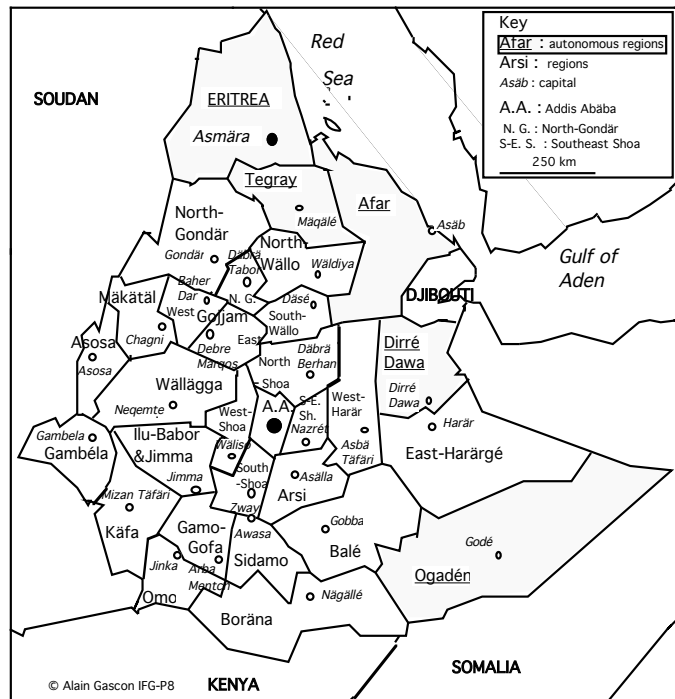 Key
Afar : autonomous regions
Arsi : regions
Asäb : capital
A.A. : Addis Abäba
N. G. : North-Gondär
S-E. S. : Southeast Shoa
250 km
Red
Sea
SOUDAN
ERITREA
Asmära
Tegray
Mäqälé
Afar
Asäb
Gulf of
Aden
DJIBOUTI
North-
Gondär
Gondär
Däbrä
Tabor
N. G.
North-
Wällo
Wäldiya
Baher
Dar
Mäkätäl
Chagni
West
Gojjam
East
Debre
Marqos
Däsé
South-
Wällo
Asosa
Asosa
Wällägga
Neqemte
North
Shoa
Däbrä
Berhan
Dirré
Dawa
Dirré
Dawa
West-
Harär
Asbä
Täfäri
Harär
East-Harärgé
A.A.
S-E.
Sh.
Nazrét
West-
Shoa
Wäliso
Gambela
Gambéla
Ilu-Babor
&Jimma
Jimma
South
-Shoa
Zway
Asälla
Arsi
Mizan Täfäri
Käfa
Gamo-
Gofa
Arba
Mentch
Awasa
Sidamo
Gobba
Balé
Godé
Ogadén
Jinka
Omo
Nägällé
Boräna
© Alain Gascon IFG-P8
KENYA
SOMALIA